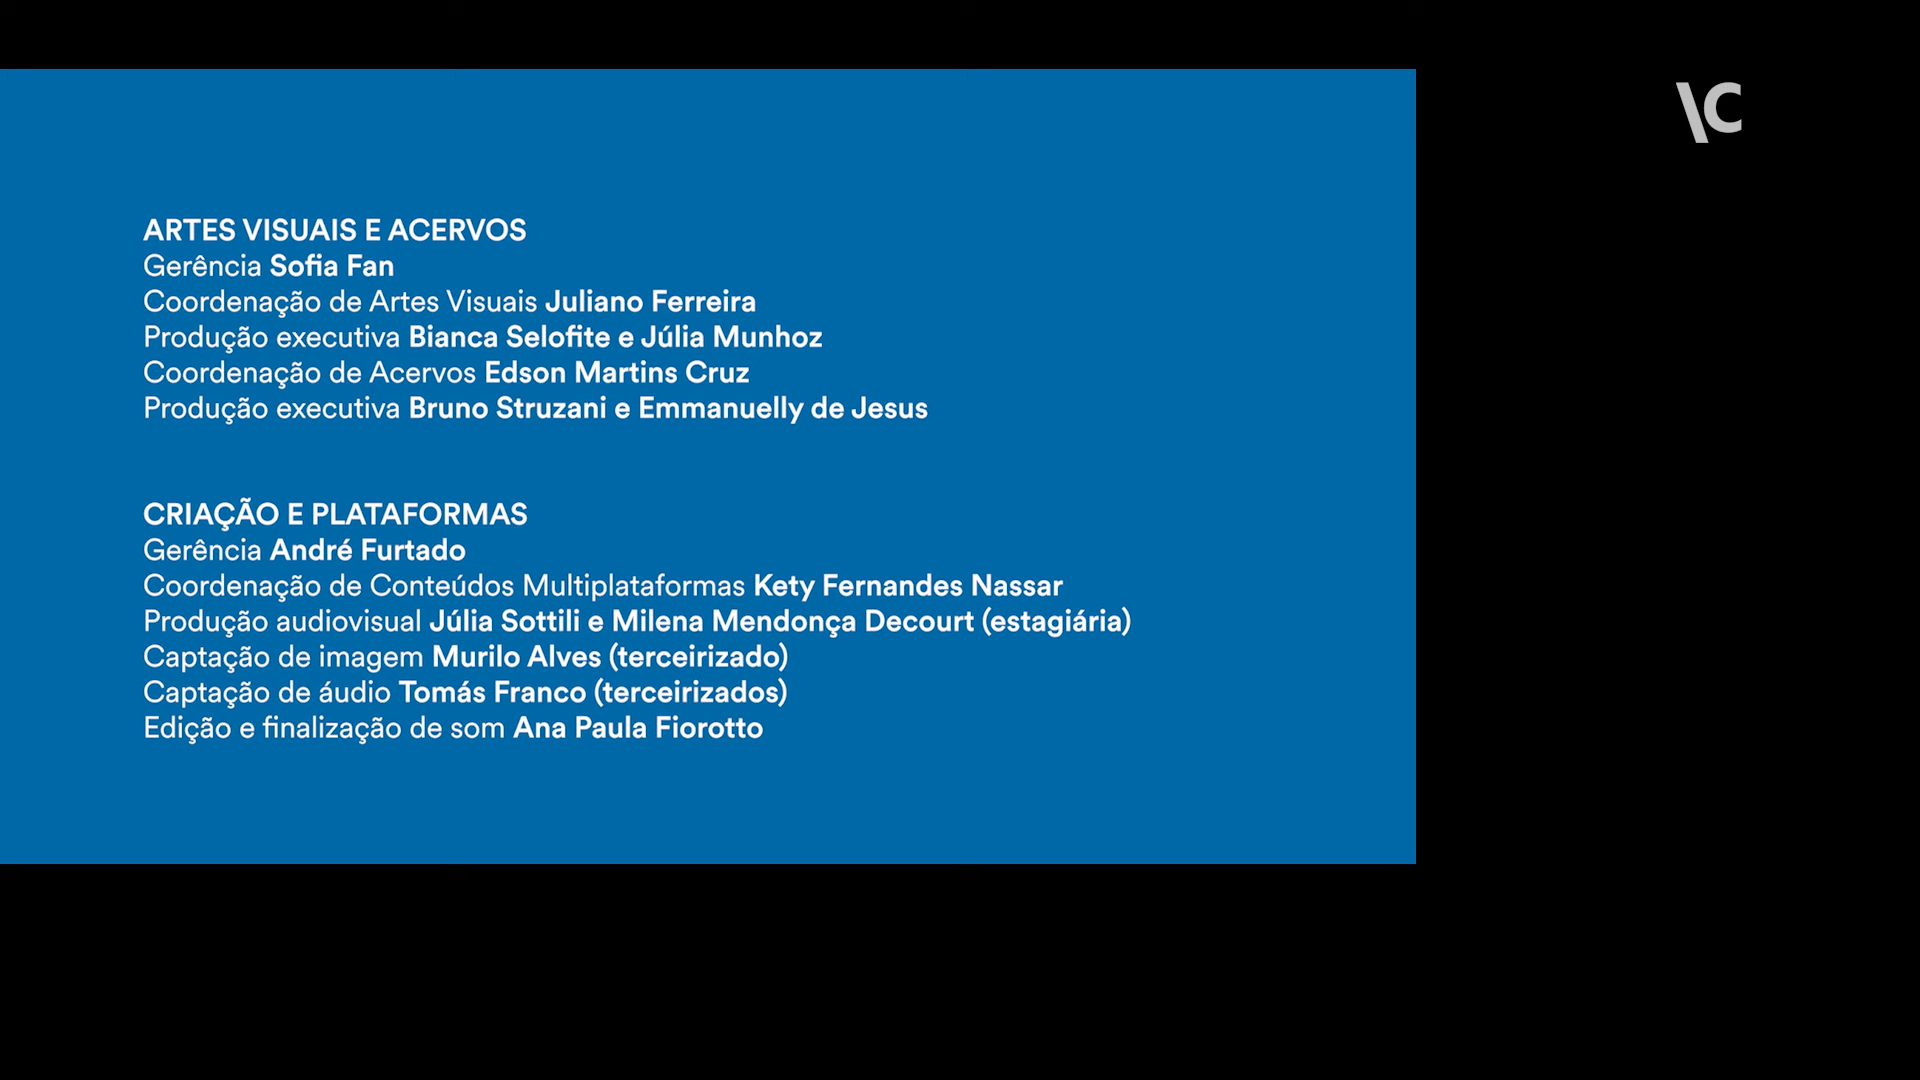 \C
ARTES VISUAIS E ACERVOS
Gerência Sofia Fan
Coordenação de Artes Visuais Juliano Ferreira
Produção executiva Bianca Selofite e Júlia Munhoz
Coordenação de Acervos Edson Martins Cruz
Produção executiva Bruno Struzani e Emmanuelly de Jesus
CRIAÇÃO E PLATAFORMAS
Gerência André Furtado
Coordenação de Conteúdos Multiplataformas Kety Fernandes Nassar
Produção audiovisual Júlia Sottili e Milena Mendonça Decourt (estagiária)
Captação de imagem Murilo Alves (terceirizado)
Captação de áudio Tomás Franco (terceirizados)
Edição e finalização de som Ana Paula Fiorotto